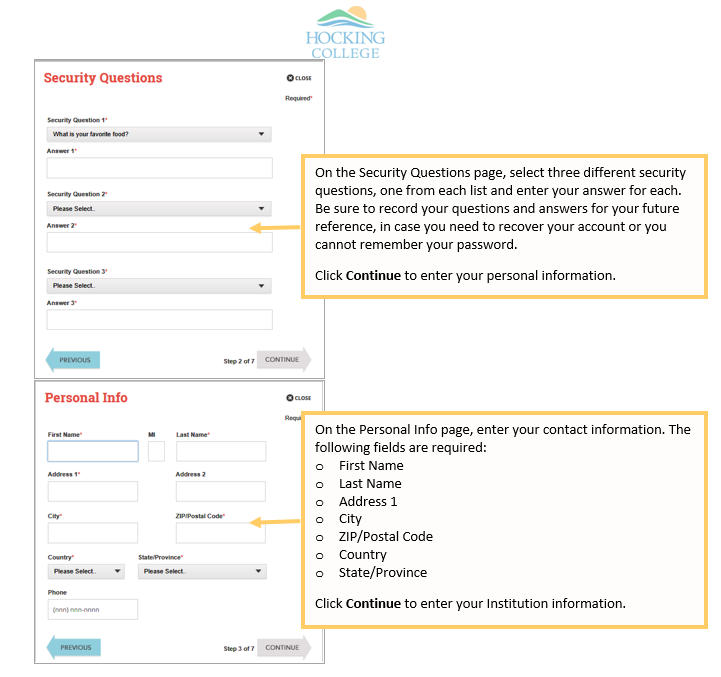 HOCKING
COLLEGE
Security Questions
CLOSE
Required*
Security Question 1*
What is your favorite food?
Answer 1*
Security Question 2*
Please Select..
Answer 2*
Security Question 3*
Please Select..
Answer 3*
PREVIOUS
Step 2 of 7
CONTINUE
On the Security Questions page, select three different security
questions, one from each list and enter your answer for each.
Be sure to record your questions and answers for your future
reference, in case you need to recover your account or you
cannot remember your password.
Click Continue to enter your personal information.
Personal Info
CLOSE
First Name*
MI
Last Name*
Address 1*
Address 2
City*
ZIP/Postal Code*
Country*
State/Province*
Please Select..
Please Select..
Phone
(nnn) nnn-nnnn
PREVIOUS
Step 3 of 7
CONTINUE
On the Personal Info page, enter your contact information. The
following fields are required:
o First Name
o Last Name
o Address 1
o City
o ZIP/Postal Code
o Country
o State/Province
Click Continue to enter your Institution information.